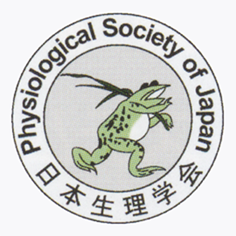 Physiological Society of Japan
日本生理学会